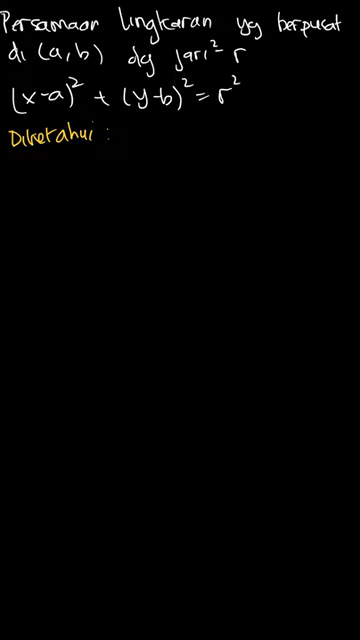 Persamaan lingkaran yg berpusat
di (a, b) dg jari² r
(x-a)² + (y-b)² = r²
Diketahui :